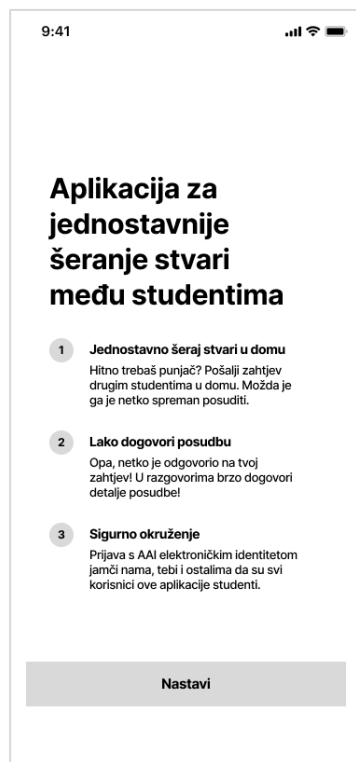 9:41
Aplikacija za
jednostavnije
šeranje stvari
među studentima
1
Jednostavno šeraj stvari u domu
Hitno trebaš punjač? Pošalji zahtjev
drugim studentima u domu. Možda je
ga je netko spreman posuditi.
2
Lako dogovori posudbu
Opa, netko je odgovorio na tvoj
zahtjev! U razgovorima brzo dogovori
detalje posudbe!
3
Sigurno okruženje
Prijava s AAI elektroničkim identitetom
jamči nama, tebi i ostalima da su svi
korisnici ove aplikacije studenti.
Nastavi